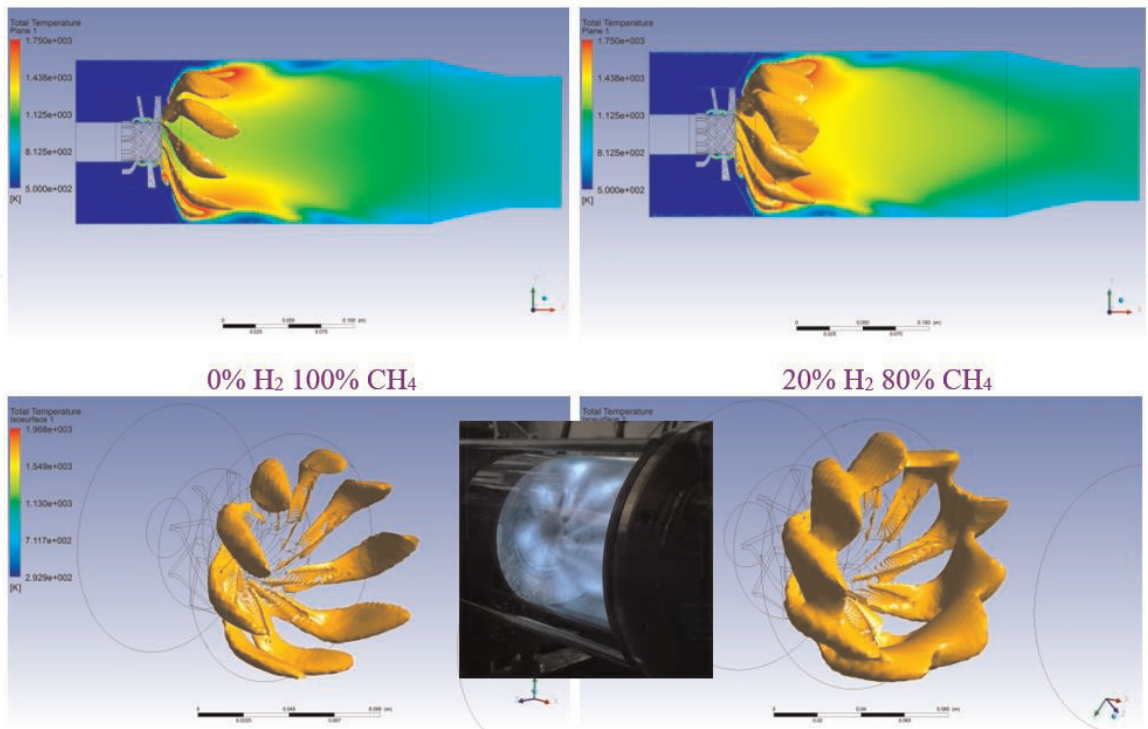 Total Temperature
Plane 1
1.750e+003
1.438e+003
1.125e+003
8.125e+002
5.000e+002
[K]
Total Temperature
Plane 1
1.750e+003
1.438e+003
1.125e+003
8.125e+002
5.000e+002
[K]
0% H₂ 100% CH₄
20% H₂ 80% CH₄
Total Temperature
Isosurface 1
1.968e+003
1.549e+003
1.130e+003
7.117e+002
2.929e+002
[K]
Total Temperature